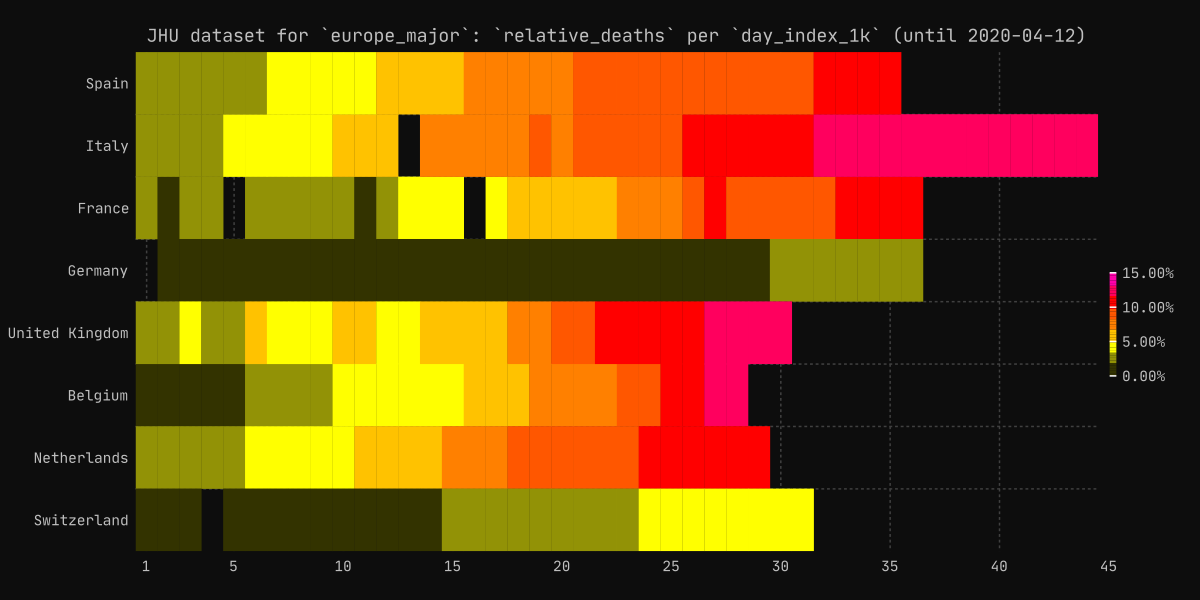 JHU dataset for `europe_major`: `relative_deaths` per `day_index_1k` (until 2020-04-12)
Spain
Italy
France
Germany
United Kingdom
Belgium
Netherlands
Switzerland
15.00%
10.00%
5.00%
0.00%
1 5 10 15 20 25 30 35 40 45